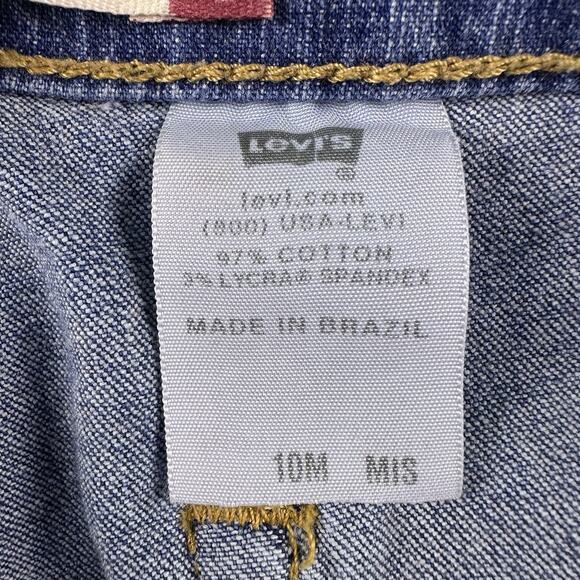 Levi's
®
levi.com
(800) USA-LEVI
97% COTTON
3% LYCRA® SPANDEX
MADE IN BRAZIL
10M MIS